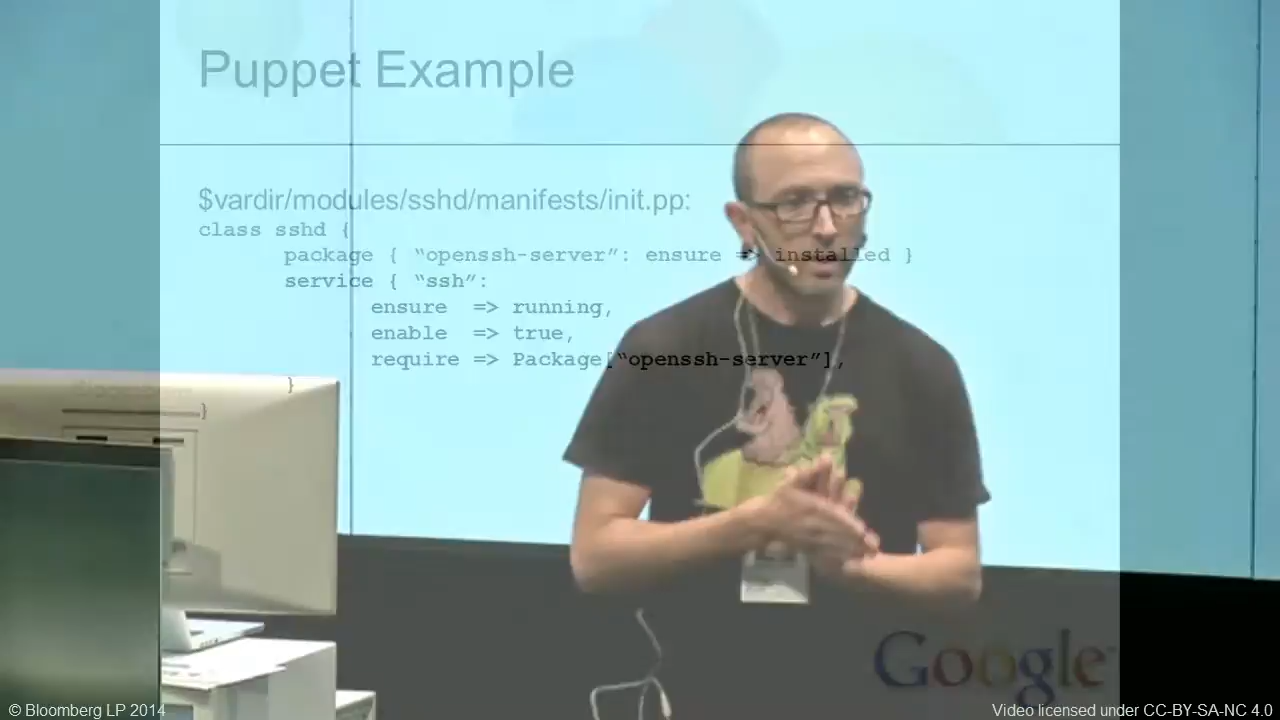 Puppet Example
$vardir/modules/sshd/manifests/init.pp:
class sshd {
package { “openssh-server”: ensure => installed }
service { “ssh”:
ensure => running,
enable => true,
require => Package[“openssh-server”],
}
}
Google
© Bloomberg LP 2014
Video licensed under CC-BY-SA-NC 4.0